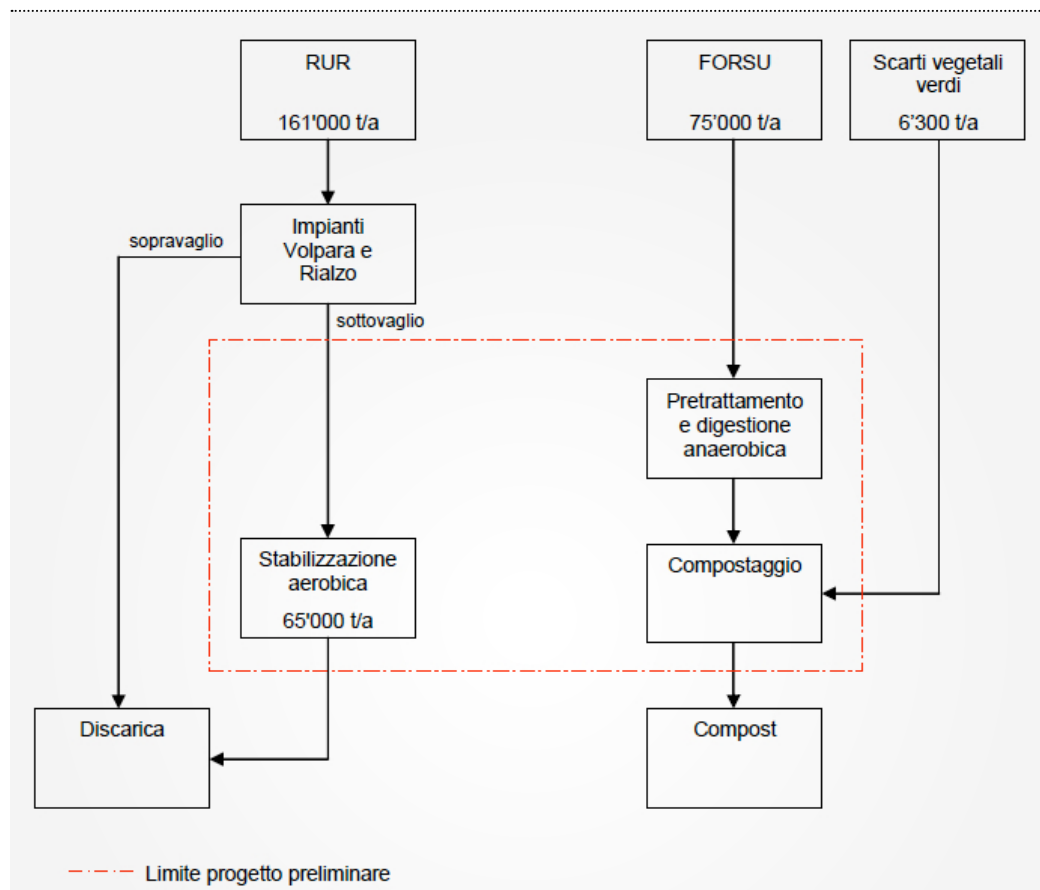 RUR
161'000 t/a
FORSU
75'000 t/a
Scarti vegetali
verdi
6'300 t/a
Impianti
Volpara e
Rialzo
sopravaglio
sottovaglio
Pretrattamento
e digestione
anaerobica
Stabilizzazione
aerobica
65'000 t/a
Compostaggio
Discarica
Compost
Limite progetto preliminare